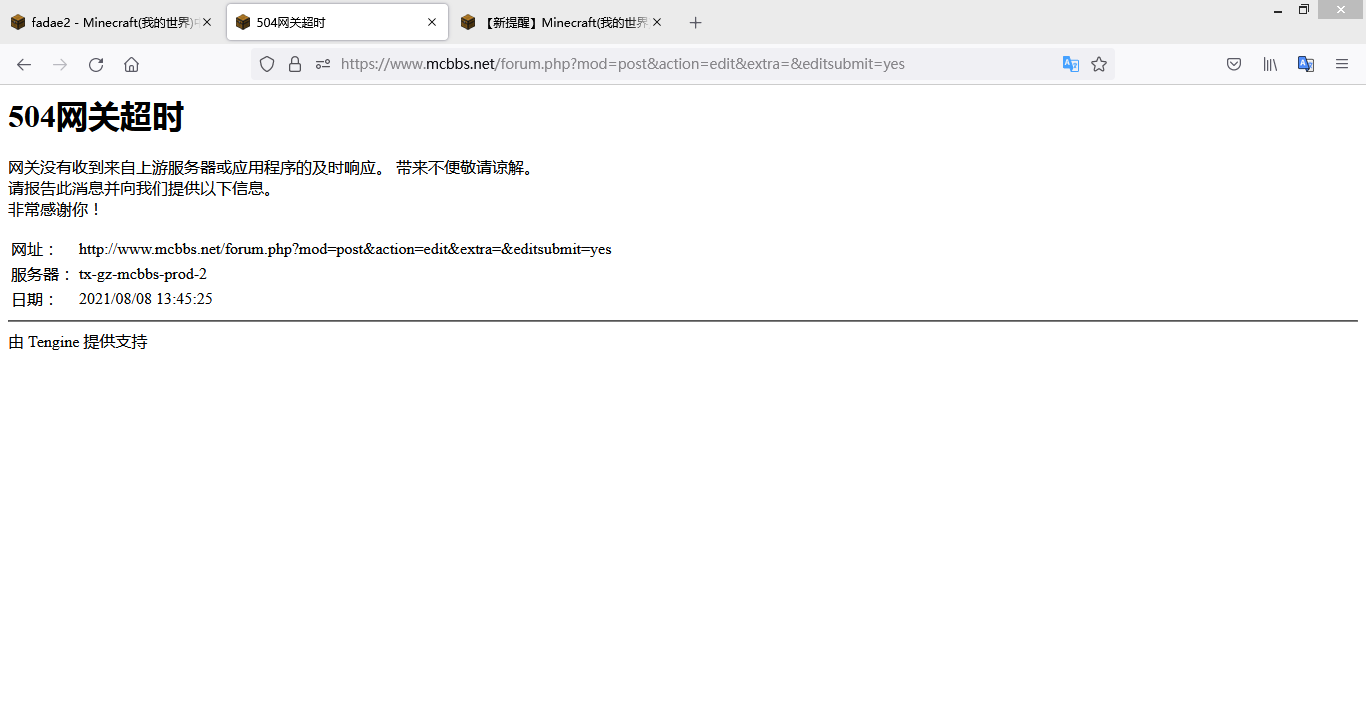 fadae2 - Minecraft(我的世界)
504网关超时
【新提醒】Minecraft(我的世界
https://www.mcbbs.net/forum.php?mod=post&action=edit&extra=&editsubmit=yes
504网关超时
网关没有收到来自上游服务器或应用程序的及时响应。 带来不便敬请谅解。
请报告此消息并向我们提供以下信息。
非常感谢你！
网址： http://www.mcbbs.net/forum.php?mod=post&action=edit&extra=&editsubmit=yes
服务器： tx-gz-mcbbs-prod-2
日期： 2021/08/08 13:45:25
由 Tengine 提供支持